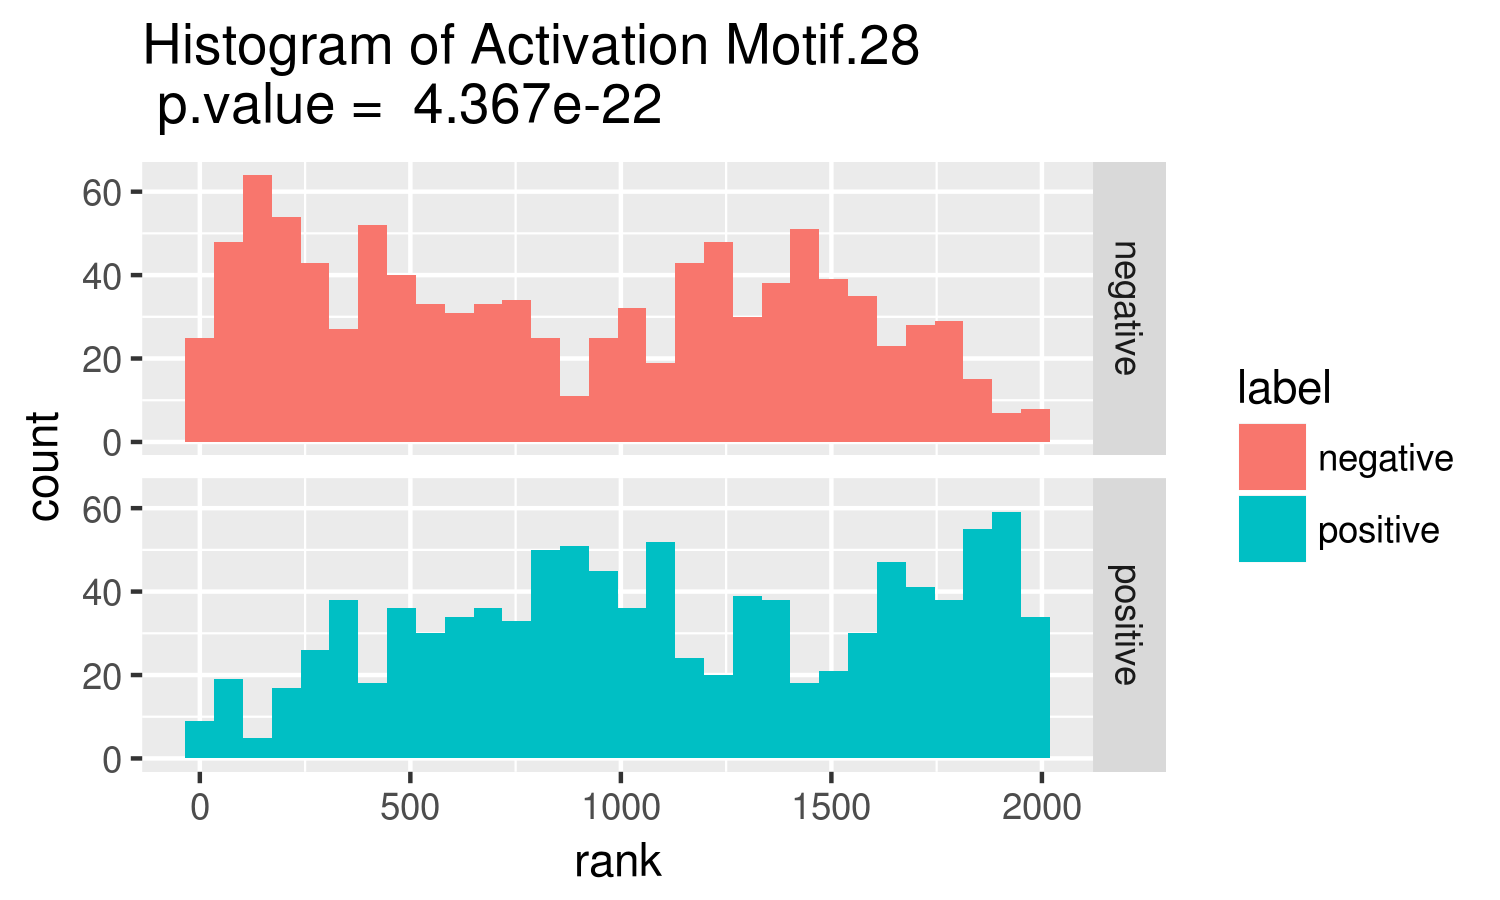 Histogram of Activation Motif.28
p.value = 4.367e-22
60
40
20
0
negative
60
40
20
0
positive
count
0 500 1000 1500 2000
rank
label
negative
positive